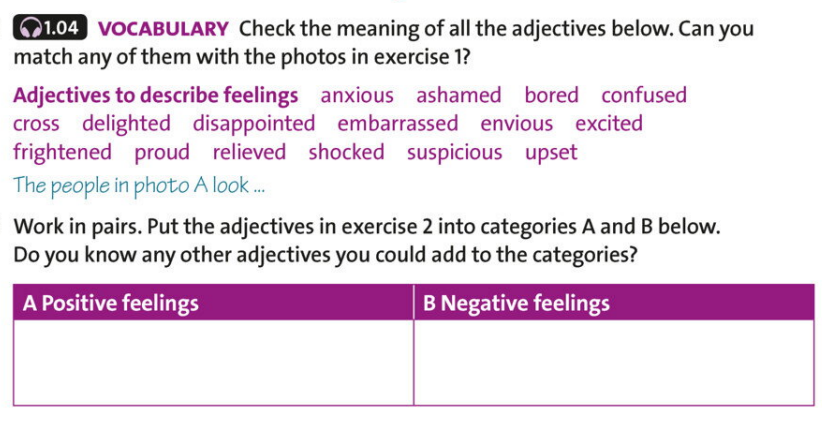 1.04 VOCABULARY Check the meaning of all the adjectives below. Can you
match any of them with the photos in exercise 1?
Adjectives to describe feelings anxious ashamed bored confused
cross delighted disappointed embarrassed envious excited
frightened proud relieved shocked suspicious upset
The people in photo A look ...
Work in pairs. Put the adjectives in exercise 2 into categories A and B below.
Do you know any other adjectives you could add to the categories?
A Positive feelings B Negative feelings